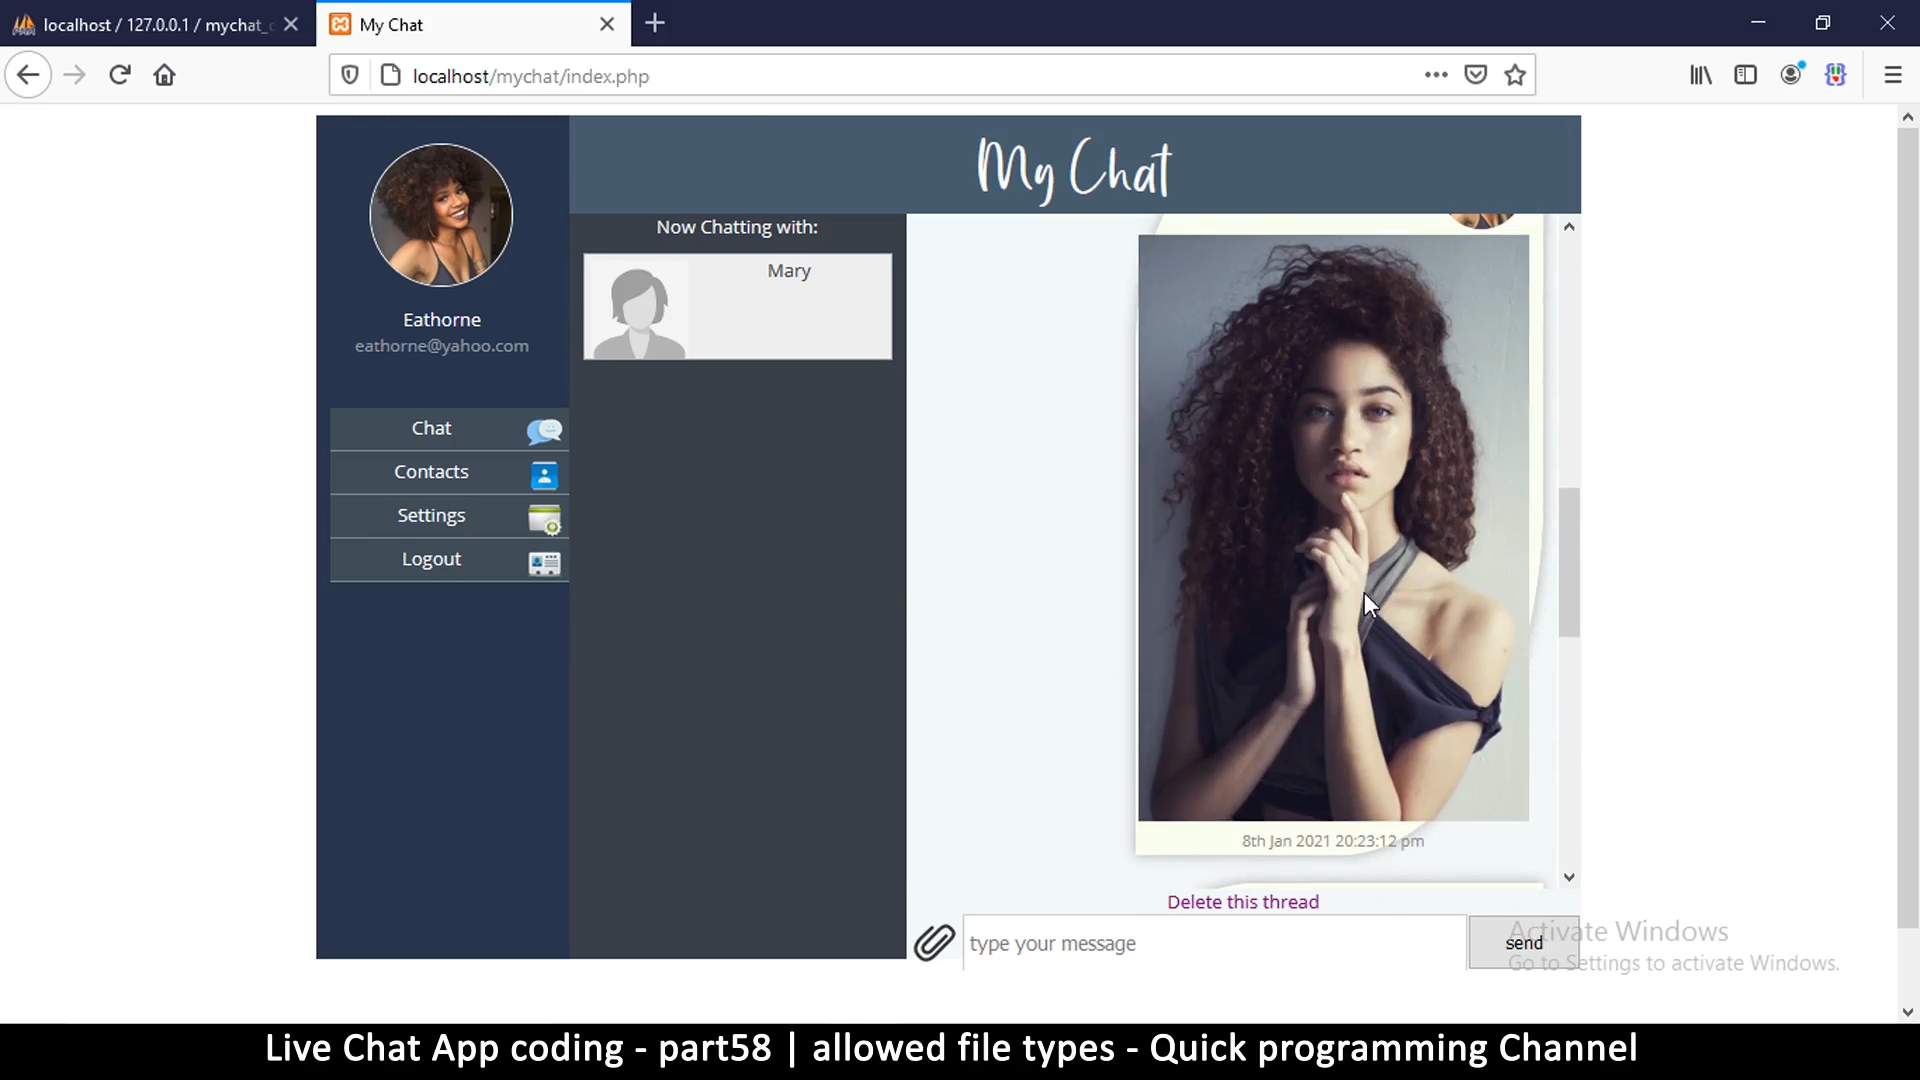 localhost / 127.0.0.1 / mychat_
My Chat
localhost/mychat/index.php
My Chat
Eathorne
eathorne@yahoo.com
Chat
Contacts
Settings
Logout
Now Chatting with:
Mary
8th Jan 2021 20:23:12 pm
Delete this thread
type your message
send
Activate Windows
Go to Settings to activate Windows.
Live Chat App coding - part58 | allowed file types - Quick programming Channel